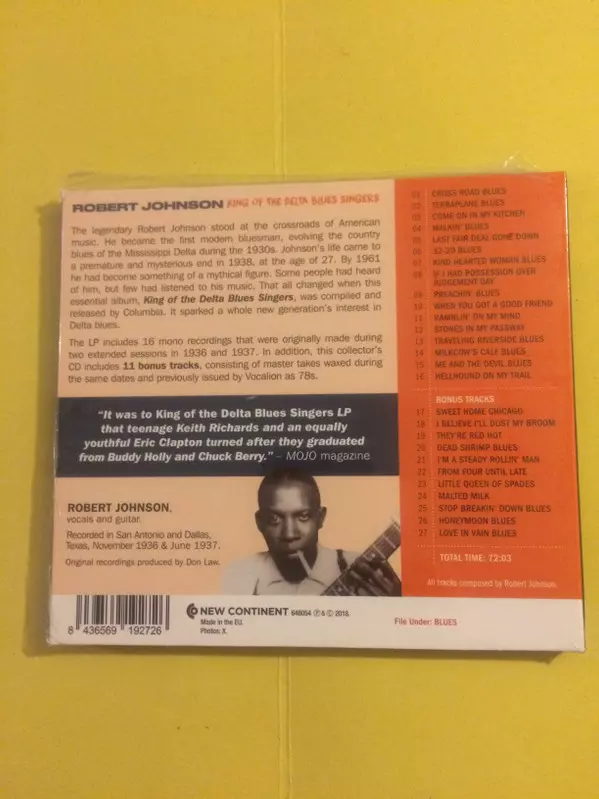 ROBERT JOHNSON KING OF THE DELTA BLUES SINGERS
The legendary Robert Johnson stood at the crossroads of American
music. He became the first modern bluesman, evolving the country
blues of the Mississippi Delta during the 1930s. Johnson's life came to
a premature and mysterious end in 1938, at the age of 27. By 1961
he had become something of a mythical figure. Some people had heard
of him, but few had listened to his music. That all changed when this
essential album, King of the Delta Blues Singers, was compiled and
released by Columbia. It sparked a whole new generation's interest in
Delta blues.
The LP includes 16 mono recordings that were originally made during
two extended sessions in 1936 and 1937. In addition, this collector's
CD includes 11 bonus tracks, consisting of master takes waxed during
the same dates and previously issued by Vocalion as 78s.
"It was to King of the Delta Blues Singers LP
that teenage Keith Richards and an equally
youthful Eric Clapton turned after they graduated
from Buddy Holly and Chuck Berry." – MOJO magazine
ROBERT JOHNSON,
vocals and guitar.
Recorded in San Antonio and Dallas,
Texas, November 1936 & June 1937.
Original recordings produced by Don Law.
01 CROSS ROAD BLUES
02 TERRAPLANE BLUES
03 COME ON IN MY KITCHEN
04 WALKIN' BLUES
05 LAST FAIR DEAL GONE DOWN
06 32-20 BLUES
07 KIND HEARTED WOMAN BLUES
08 IF I HAD POSSESSION OVER
JUDGEMENT DAY
09 PREACHIN' BLUES
10 WHEN YOU GOT A GOOD FRIEND
11 RAMBLIN' ON MY MIND
12 STONES IN MY PASSWAY
13 TRAVELING RIVERSIDE BLUES
14 MILKCOW'S CALF BLUES
15 ME AND THE DEVIL BLUES
16 HELLHOUND ON MY TRAIL
BONUS TRACKS
17 SWEET HOME CHICAGO
18 I BELIEVE I'LL DUST MY BROOM
19 THEY'RE RED HOT
20 DEAD SHRIMP BLUES
21 I'M A STEADY ROLLIN' MAN
22 FROM FOUR UNTIL LATE
23 LITTLE QUEEN OF SPADES
24 MALTED MILK
25 STOP BREAKIN' DOWN BLUES
26 HONEYMOON BLUES
27 LOVE IN VAIN BLUES
TOTAL TIME: 72:03
All tracks composed by Robert Johnson.
8 436569 192726
NEW CONTINENT 648054 Ⓟ & © 2018.
Made in the EU.
Photos: X.
File Under: BLUES